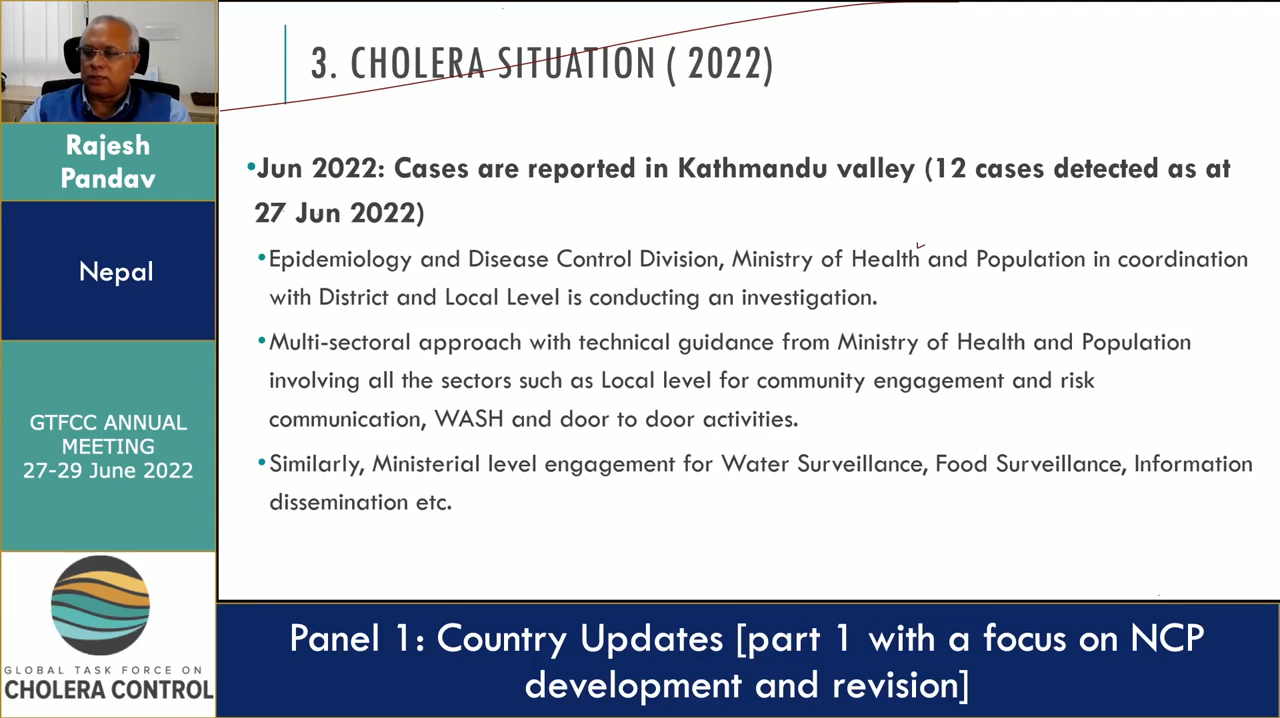 Rajesh
Pandav
Nepal
GTFCC ANNUAL
MEETING
27-29 June 2022
GLOBAL TASK FORCE ON
CHOLERA CONTROL
3. CHOLERA SITUATION ( 2022)
•Jun 2022: Cases are reported in Kathmandu valley (12 cases detected as at
27 Jun 2022)
•Epidemiology and Disease Control Division, Ministry of Health and Population in coordination
with District and Local Level is conducting an investigation.
•Multi-sectoral approach with technical guidance from Ministry of Health and Population
involving all the sectors such as Local level for community engagement and risk
communication, WASH and door to door activities.
•Similarly, Ministerial level engagement for Water Surveillance, Food Surveillance, Information
dissemination etc.
Panel 1: Country Updates [part 1 with a focus on NCP
development and revision]